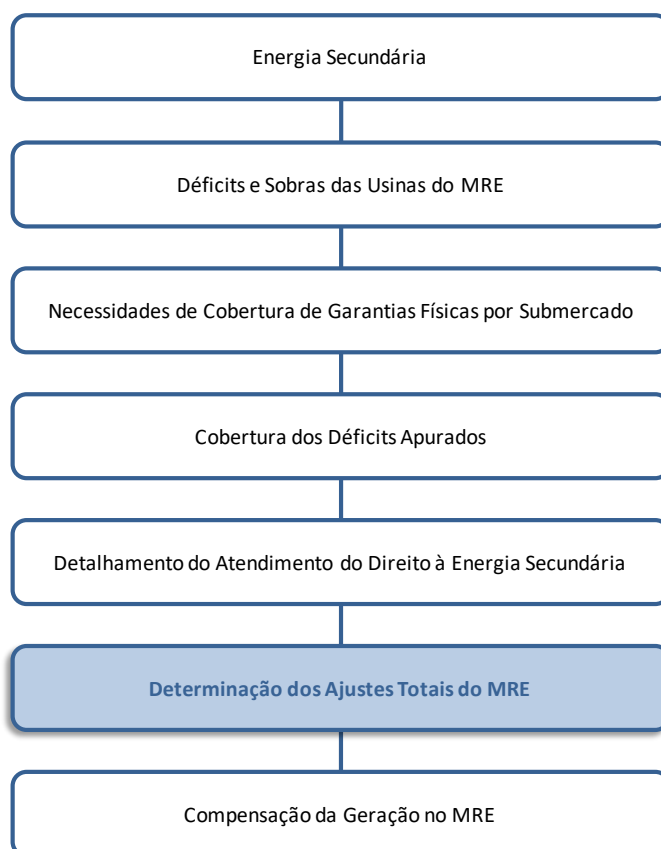 Energia Secundária
Déficits e Sobras das Usinas do MRE
Necessidades de Cobertura de Garantias Físicas por Submercado
Cobertura dos Déficits Apurados
Detalhamento do Atendimento do Direito à Energia Secundária
Determinação dos Ajustes Totais do MRE
Compensação da Geração no MRE